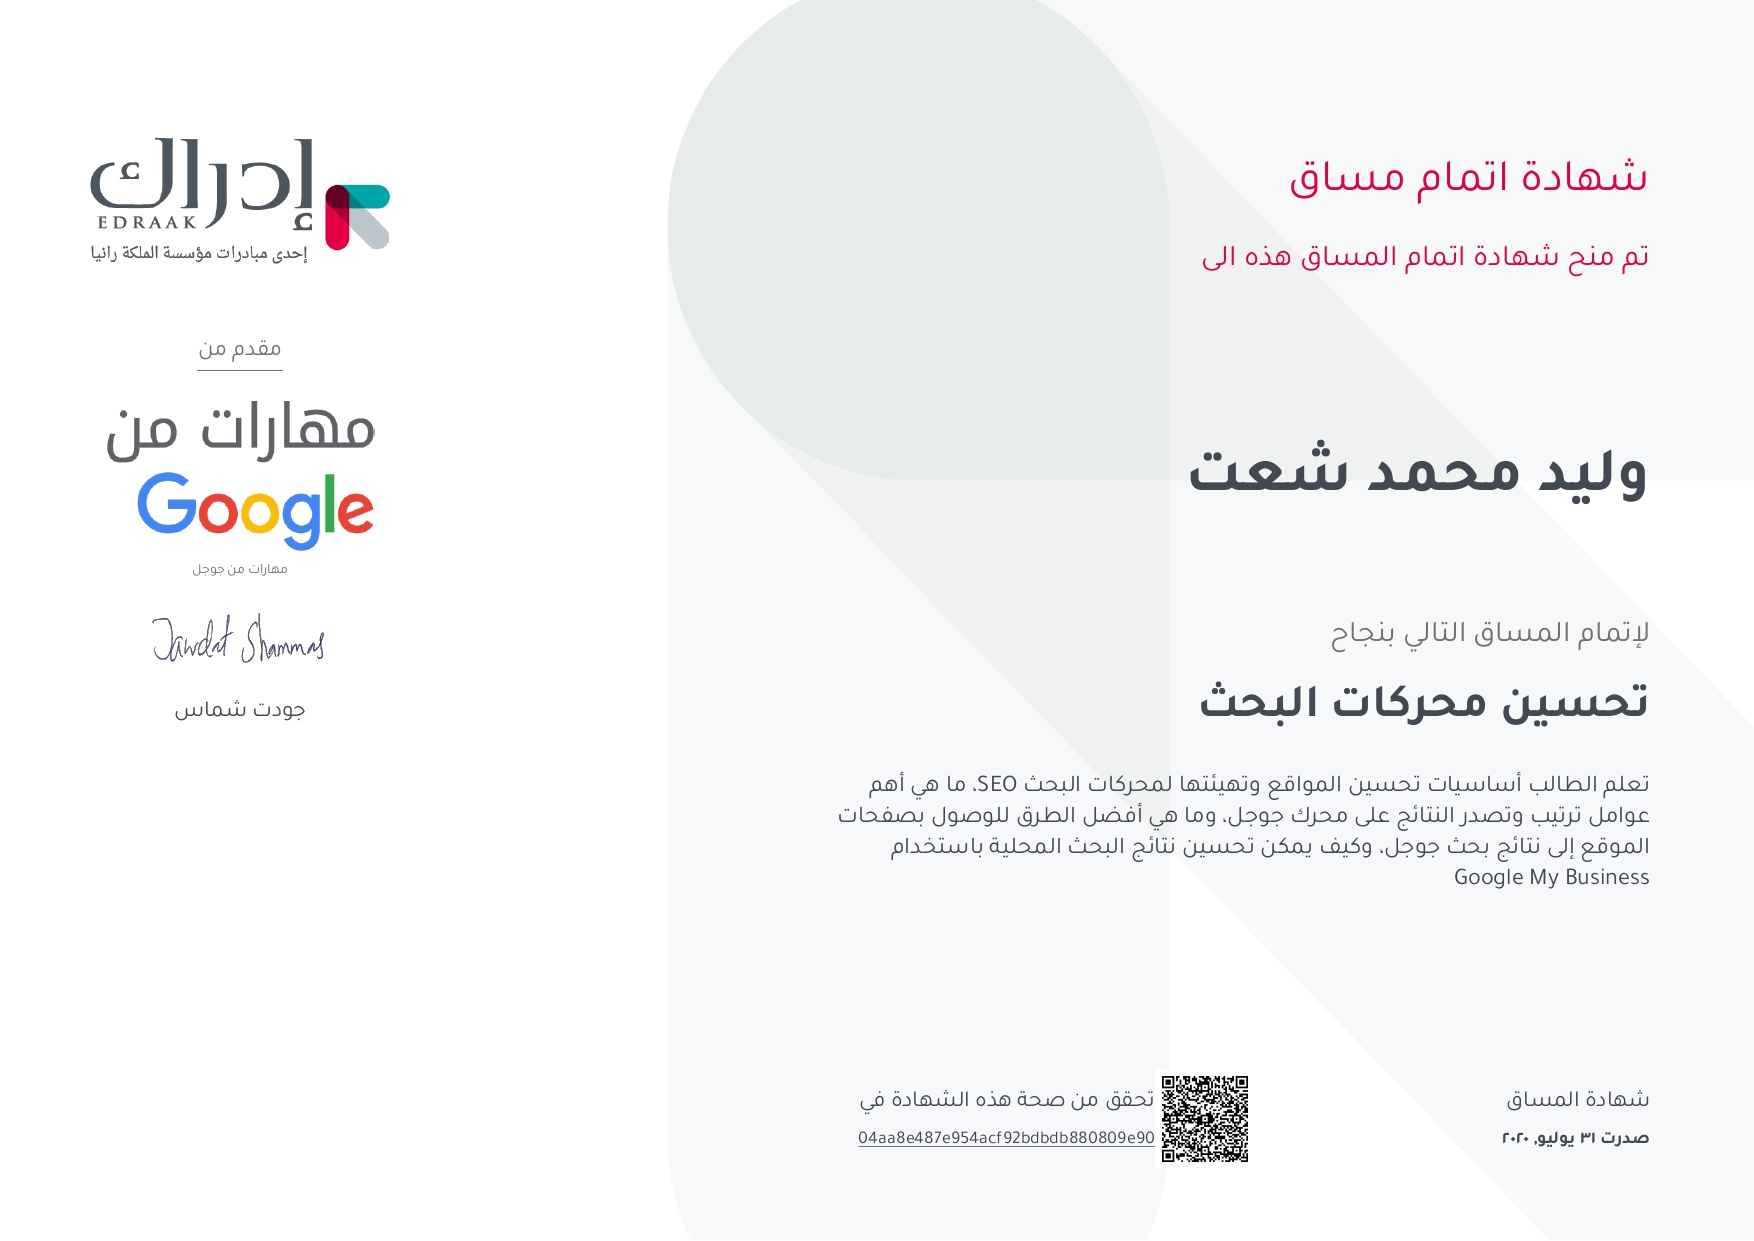 شهادة اتمام مساق
تم منح شهادة اتمام المساق هذه الى
وليد محمد شعت
لإتمام المساق التالي بنجاح
تحسين محركات البحث
تعلم الطالب أساسيات تحسين المواقع وتهيئتها لمحركات البحث SEO، ما هي أهم
عوامل ترتيب وتصدر النتائج على محرك جوجل، وما هي أفضل الطرق للوصول بصفحات
الموقع إلى نتائج بحث جوجل، وكيف يمكن تحسين نتائج البحث المحلية باستخدام
Google My Business
شهادة المساق
صدرت ٣١ يوليو, ٢٠٢٠
تحقق من صحة هذه الشهادة في
04aa8e487e954acf92bdbdb880809e90
إدراك
EDRAAK
إحدى مبادرات مؤسسة الملكة رانيا
مقدم من
مهارات من
Google
مهارات من جوجل
Jawdat Shammas
جودت شماس